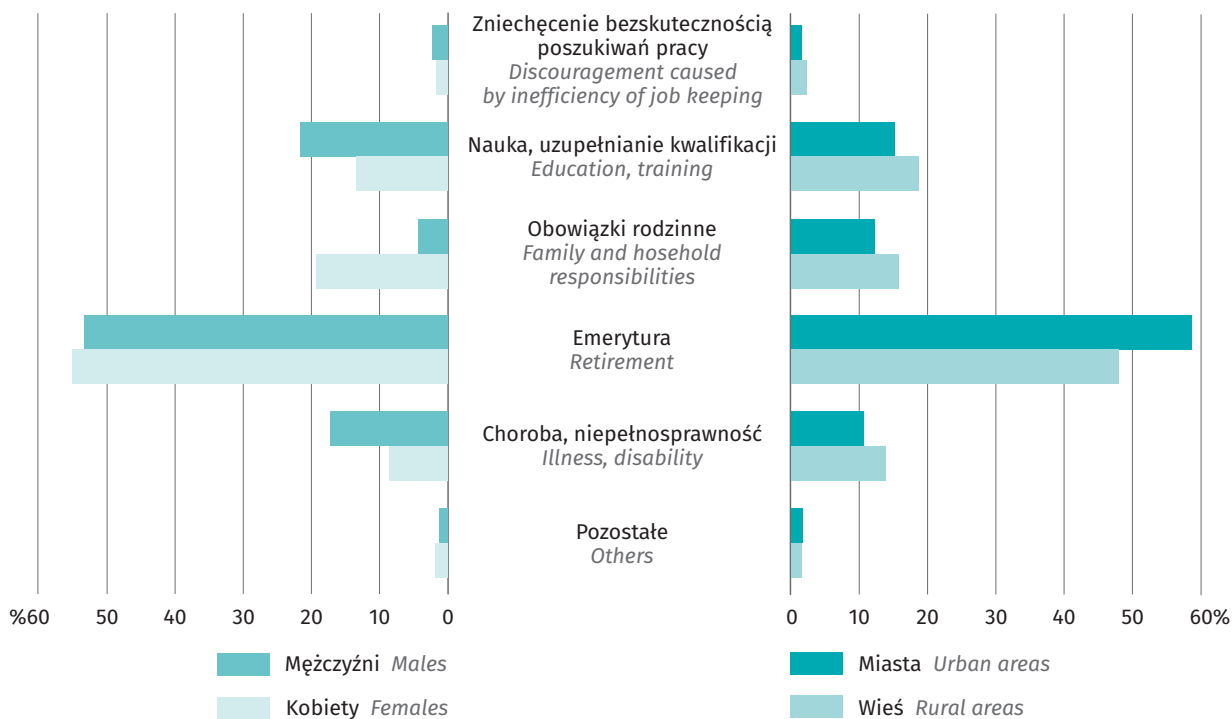 Zniechęcenie bezskutecznością
poszukiwań pracy
Discouragement caused
by inefficiency of job keeping
Nauka, uzupełnianie kwalifikacji
Education, training
Obowiązki rodzinne
Family and hosehold
responsibilities
Emerytura
Retirement
Choroba, niepełnosprawność
Illness, disability
Pozostałe
Others
%60 50 40 30 20 10 0
0 10 20 30 40 50 60%
Mężczyźni Males
Kobiety Females
Miasta Urban areas
Wieś Rural areas